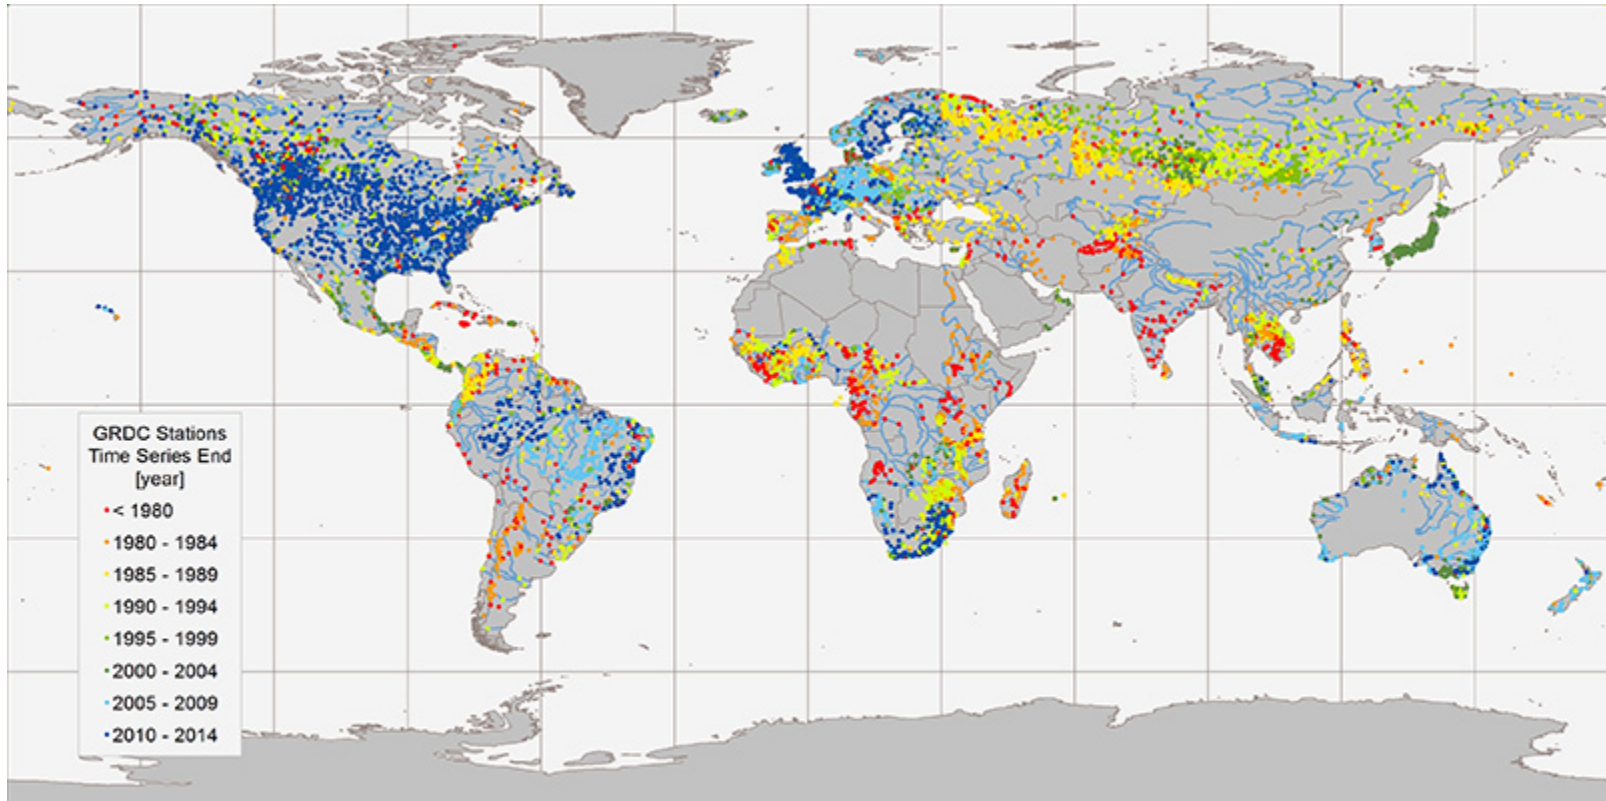 GRDC Stations
Time Series End
[year]
< 1980
1980 - 1984
1985 - 1989
1990 - 1994
1995 - 1999
2000 - 2004
2005 - 2009
2010 - 2014